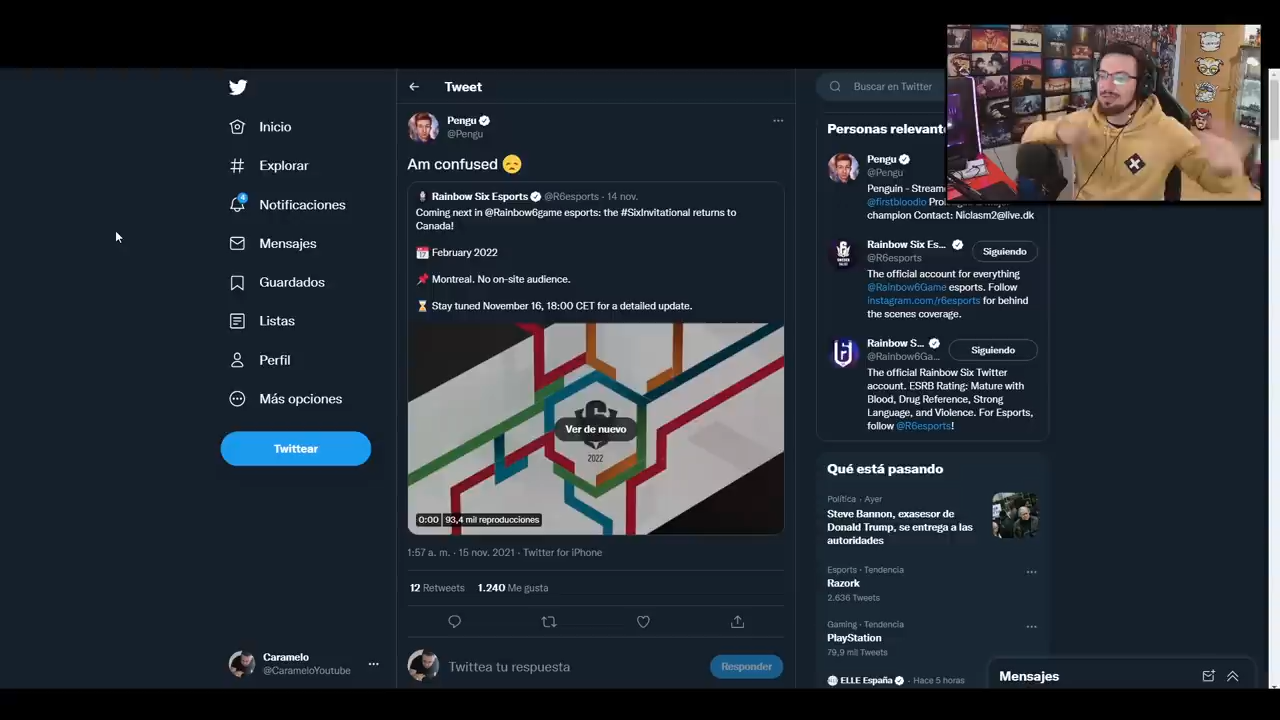 Inicio
Explorar
4
Notificaciones
Mensajes
Guardados
Listas
Perfil
Más opciones
Twittear
Caramelo
@CarameloYoutube
Tweet
Pengu
@Pengu
Am confused
Rainbow Six Esports @R6esports · 14 nov.
Coming next in @Rainbow6game esports: the #SixInvitational returns to
Canada!
February 2022
Montreal. No on-site audience.
Stay tuned November 16, 18:00 CET for a detailed update.
Ver de nuevo
2022
0:00 93,4 mil reproducciones
1:57 a. m. · 15 nov. 2021 · Twitter for iPhone
12 Retweets 1.240 Me gusta
Twittea tu respuesta
Responder
Buscar en Twitter
Personas relevant
Pengu
@Pengu
Penguin - Stream
@firstbloodio Pro
champion Contact: Niclasm2@live.dk
Rainbow Six Es...
@R6esports
Siguiendo
The official account for everything
@Rainbow6Game esports. Follow
instagram.com/r6esports for behind
the scenes coverage.
Rainbow S...
@Rainbow6Ga...
Siguiendo
The official Rainbow Six Twitter
account. ESRB Rating: Mature with
Blood, Drug Reference, Strong
Language, and Violence. For Esports,
follow @R6esports!
Qué está pasando
Política · Ayer
Steve Bannon, exasesor de
Donald Trump, se entrega a las
autoridades
Esports · Tendencia
Razork
2.636 Tweets
Gaming · Tendencia
PlayStation
79,9 mil Tweets
ELLE España · Hace 5 horas
Mensajes